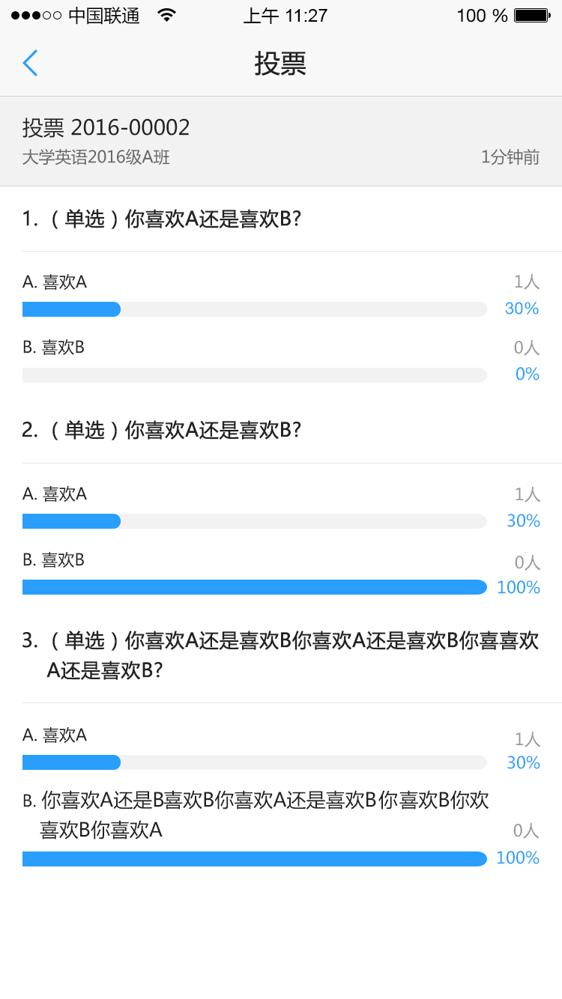 中国联通 上午 11:27 100 %
投票
投票 2016-00002
大学英语2016级A班 1分钟前
1.（单选）你喜欢A还是喜欢B?
A. 喜欢A 1人
30%
B. 喜欢B 0人
0%
2.（单选）你喜欢A还是喜欢B?
A. 喜欢A 1人
30%
B. 喜欢B 0人
100%
3.（单选）你喜欢A还是喜欢B你喜欢A还是喜欢B你喜喜欢
A还是喜欢B?
A. 喜欢A 1人
30%
B. 你喜欢A还是B喜欢B你喜欢A还是喜欢B你喜欢B你欢
喜欢B你喜欢A 0人
100%